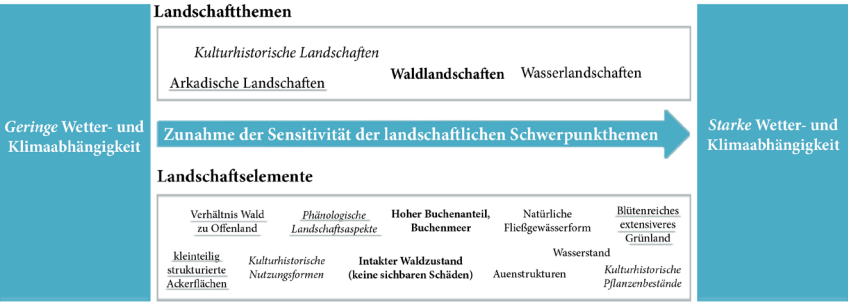 Landschaftthemen
Kulturhistorische Landschaften
Arkadische Landschaften
Waldlandschaften
Wasserlandschaften
Geringe Wetter- und
Klimaabhängigkeit
Zunahme der Sensitivität der landschaftlichen Schwerpunkthemen
Starke Wetter- und
Klimaabhängigkeit
Landschaftselemente
Verhältnis Wald
zu Offenland
Phänologische
Landschaftsaspekte
Hoher Buchenanteil,
Buchenmeer
Natürliche
Fließgewässerform
Blütenreiches
extensiveres
Grünland
kleinteilig
strukturierte
Ackerflächen
Kulturhistorische
Nutzungsformen
Intakter Waldzustand
(keine sichbaren Schäden)
Auenstrukturen
Wasserstand
Kulturhistorische
Pflanzenbestände